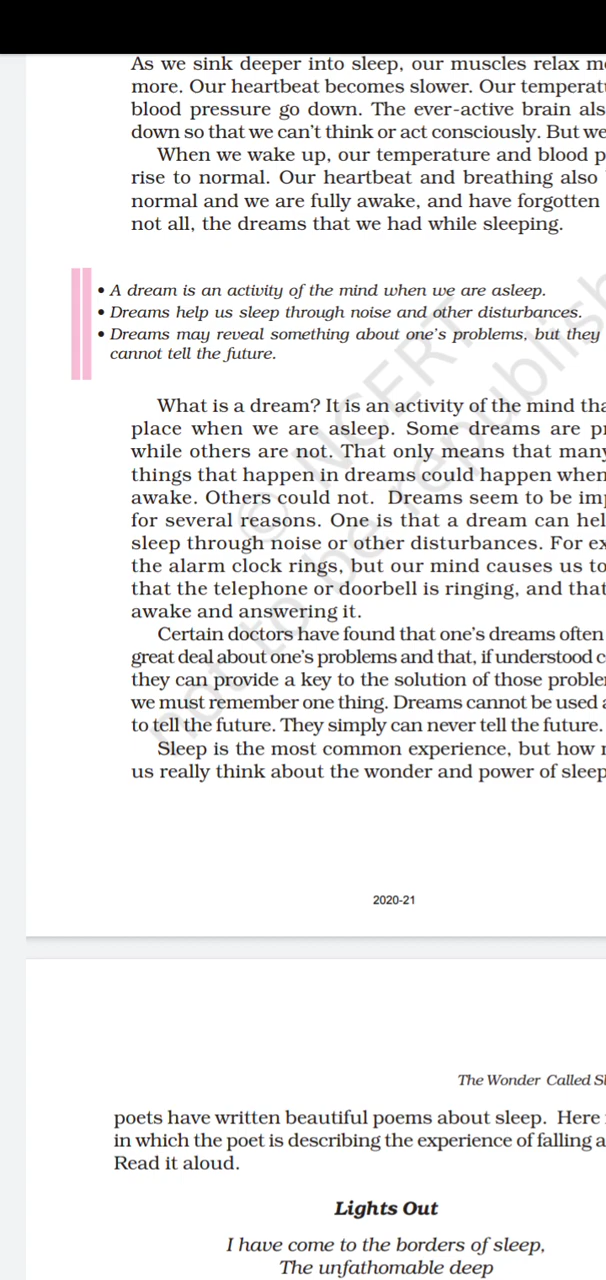 As we sink deeper into sleep, our muscles relax
more. Our heartbeat becomes slower. Our
blood pressure go down. The ever-active brain
down so that we can't think or act consciously. But we
When we wake up, our temperature and blood
rise to normal. Our heartbeat and breathing also
normal and we are fully awake, and have forgotten
not all, the dreams that we had while sleeping.
• A dream is an activity of the mind when we are asleep.
• Dreams help us sleep through noise and other disturbances.
• Dreams may reveal something about one's problems, but they
cannot tell the future.
What is a dream? It is an activity of the mind
place when we are asleep. Some dreams are
while others are not. That only means that many
things that happen in dreams could happen when
awake. Others could not. Dreams seem to be
for several reasons. One is that a dream can
sleep through noise or other disturbances. For
the alarm clock rings, but our mind causes us to
that the telephone or doorbell is ringing, and that
awake and answering it.
Certain doctors have found that one's dreams often
great deal about one's problems and that, if understood
they can provide a key to the solution of those
we must remember one thing. Dreams cannot be used
to tell the future. They simply can never tell the future.
Sleep is the most common experience, but how
us really think about the wonder and power of sleep
© NCERT
not to be republish
2020-21
The Wonder Called
poets have written beautiful poems about sleep. Here
in which the poet is describing the experience of falling
Read it aloud.
Lights Out
I have come to the borders of sleep,
The unfathomable deep